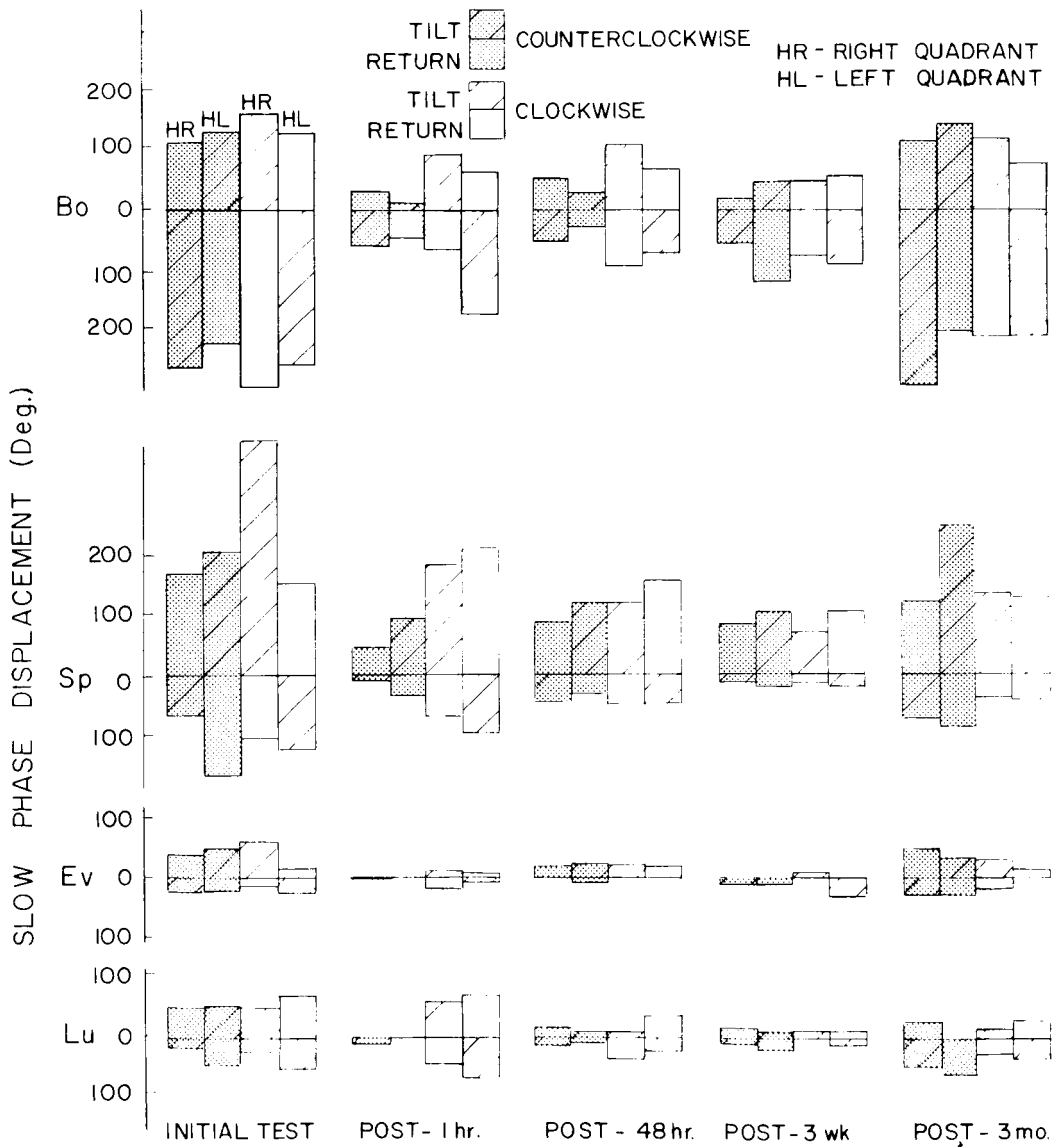 TILT
RETURN
COUNTERCLOCKWISE
TILT
RETURN
CLOCKWISE
HR - RIGHT QUADRANT
HL - LEFT QUADRANT
SLOW PHASE DISPLACEMENT (Deg.)
200
100
Bo 0
100
200
HR HL HR HL
200
100
Sp 0
100
100
Ev 0
100
100
Lu 0
100
INITIAL TEST POST - 1 hr. POST - 48 hr. POST - 3 wk POST - 3 mo.